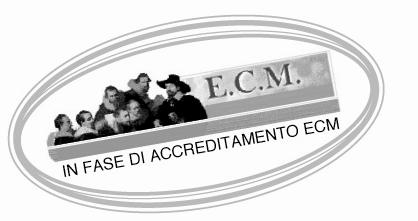 E.C.M.
IN FASE DI ACCREDITAMENTO ECM